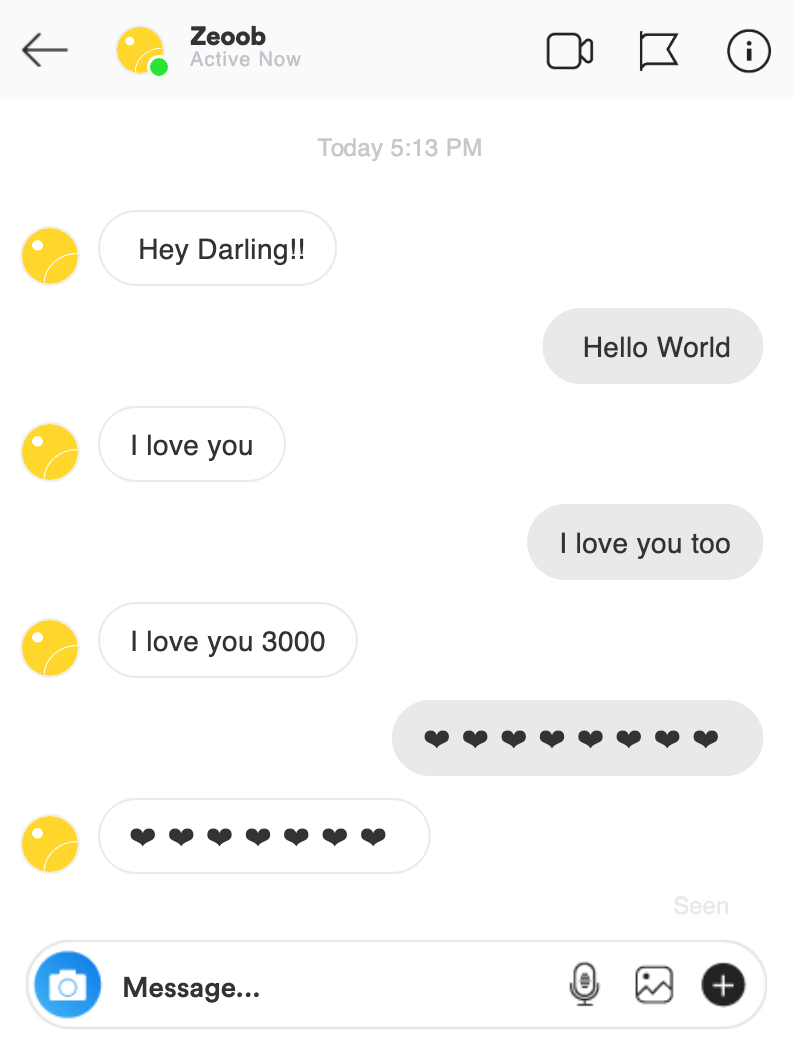 Zeoob
Active Now
Today 5:13 PM
Hey Darling!!
Hello World
I love you
I love you too
I love you 3000
❤ ❤ ❤ ❤ ❤ ❤ ❤ ❤
❤ ❤ ❤ ❤ ❤ ❤ ❤
Seen
Message...